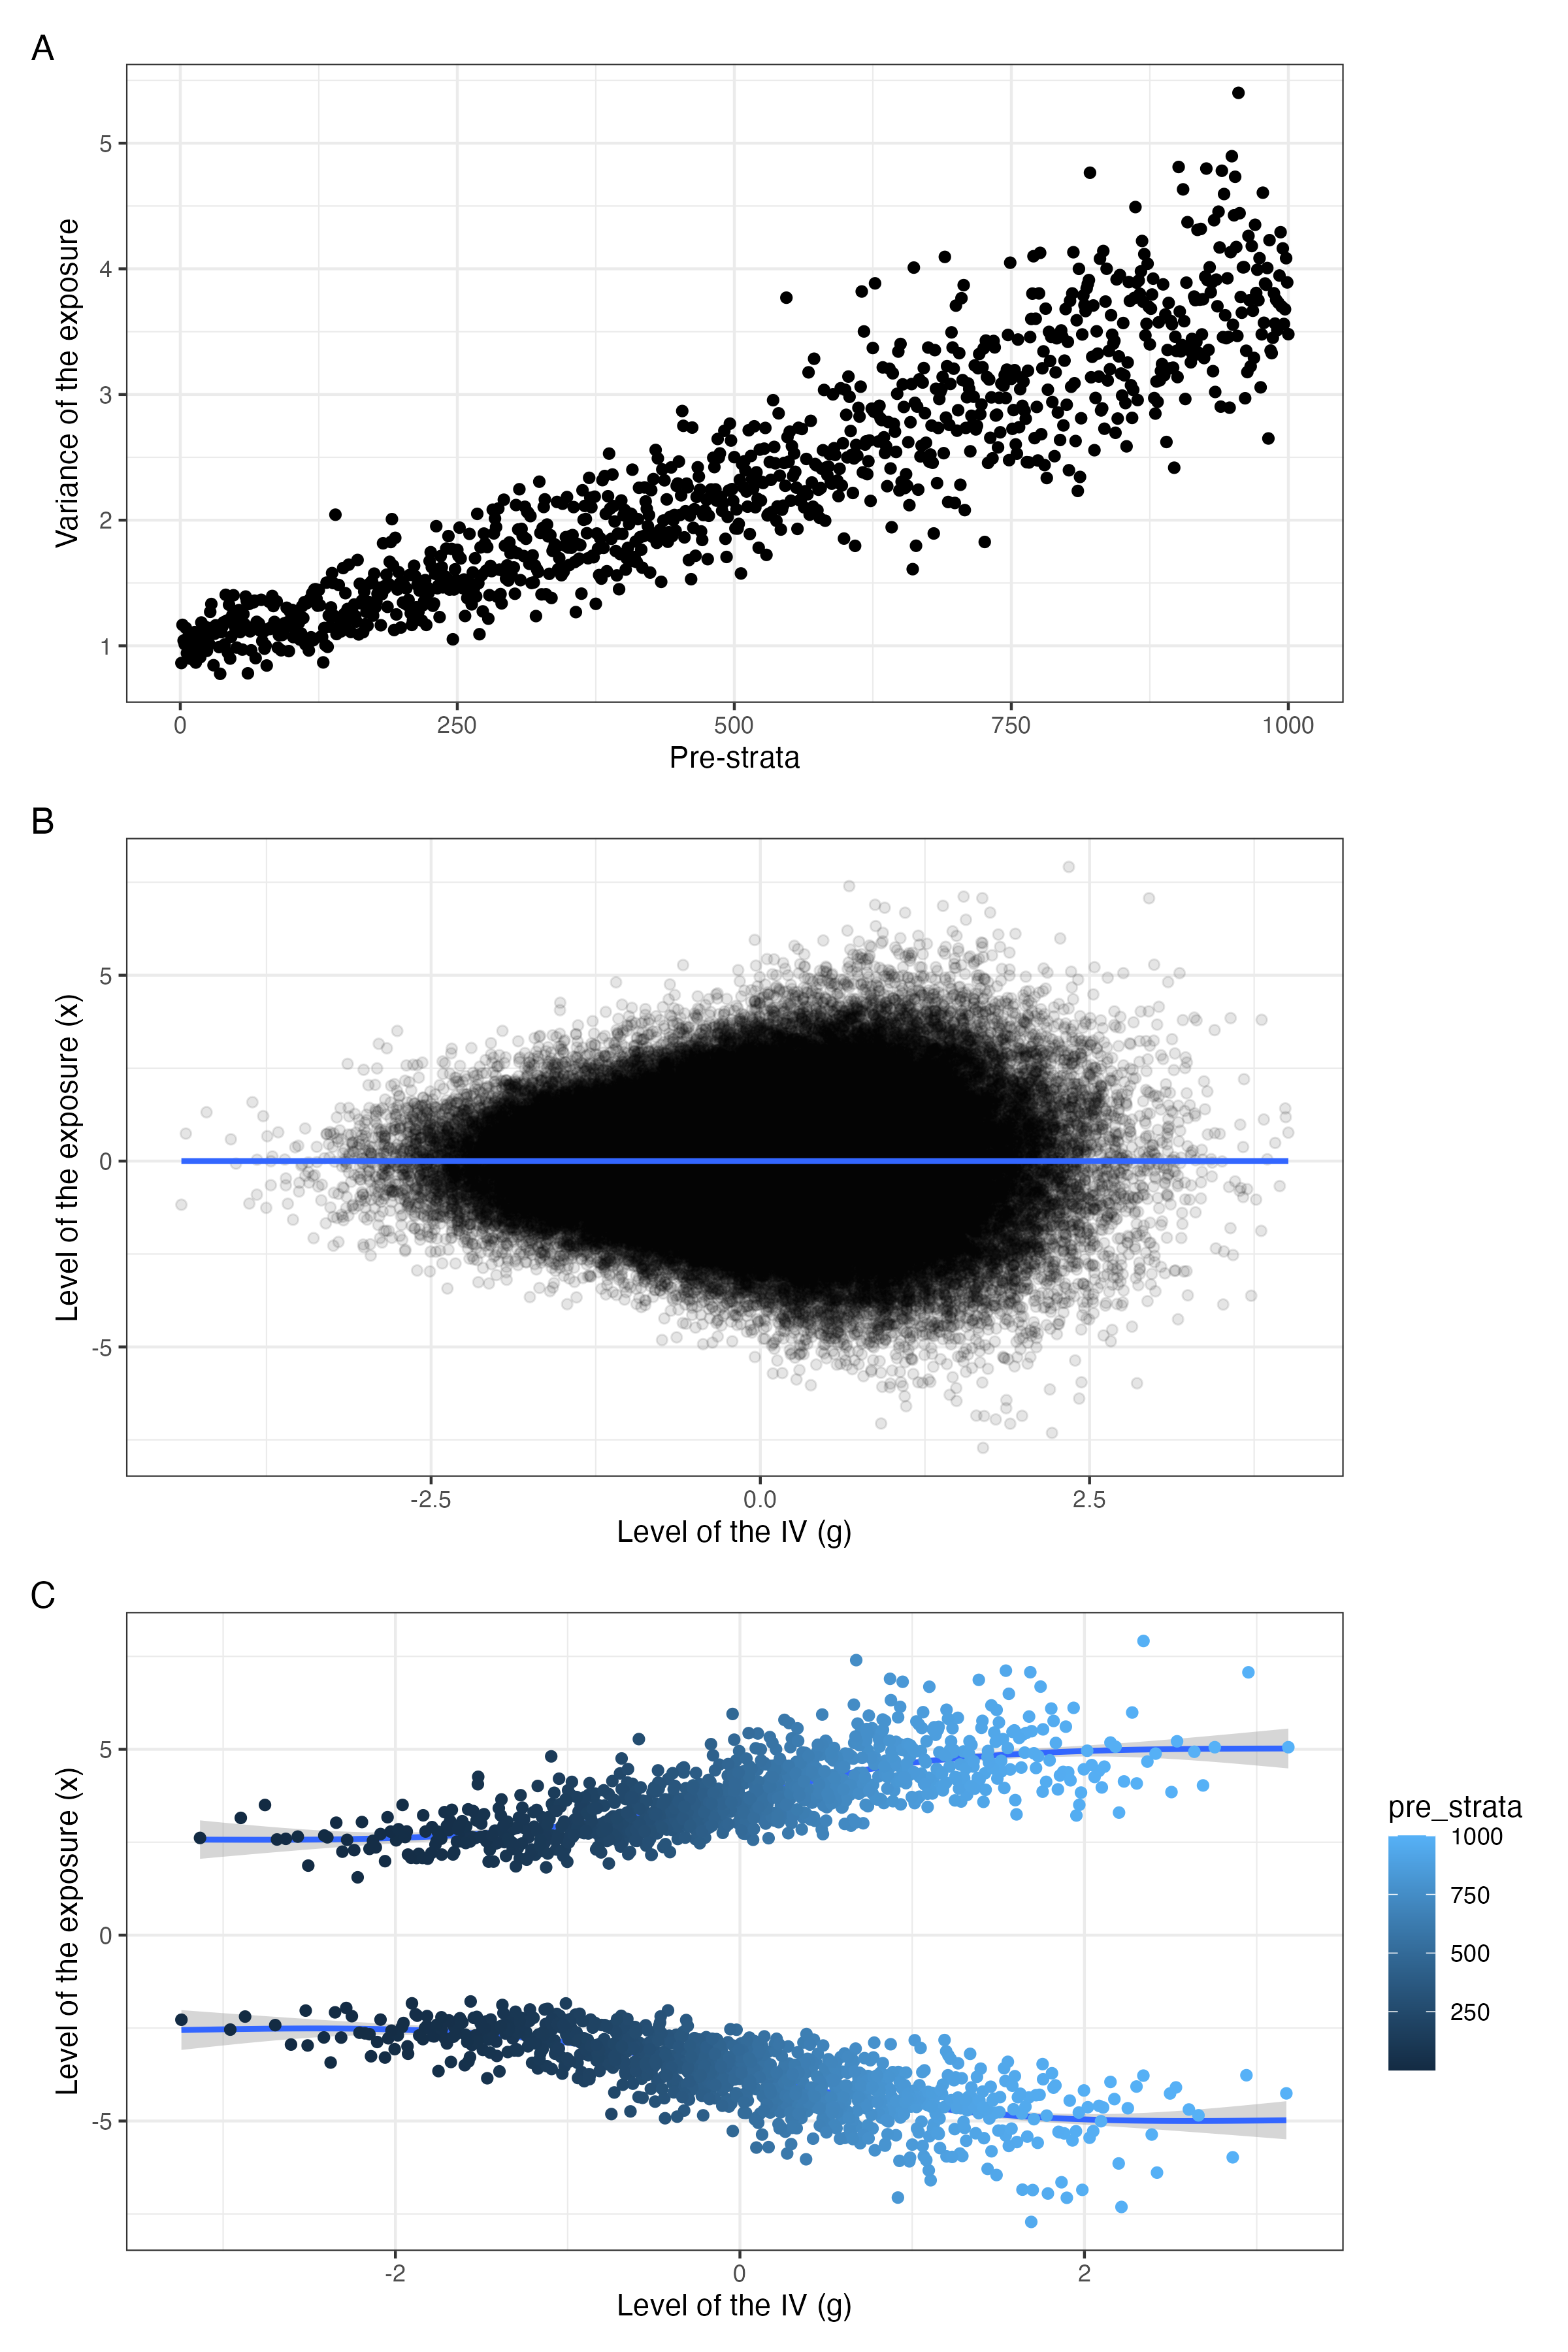 A
Variance of the exposure
5
4
3
2
1
0 250 500 750 1000
Pre-strata
B
Level of the exposure (x)
5
0
-5
-2.5 0.0 2.5
Level of the IV (g)
C
Level of the exposure (x)
5
0
-5
-2 0 2
Level of the IV (g)
pre_strata
1000
750
500
250